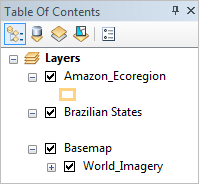 Table Of Contents
Layers
Amazon_Ecoregion
Brazilian States
Basemap
World_Imagery